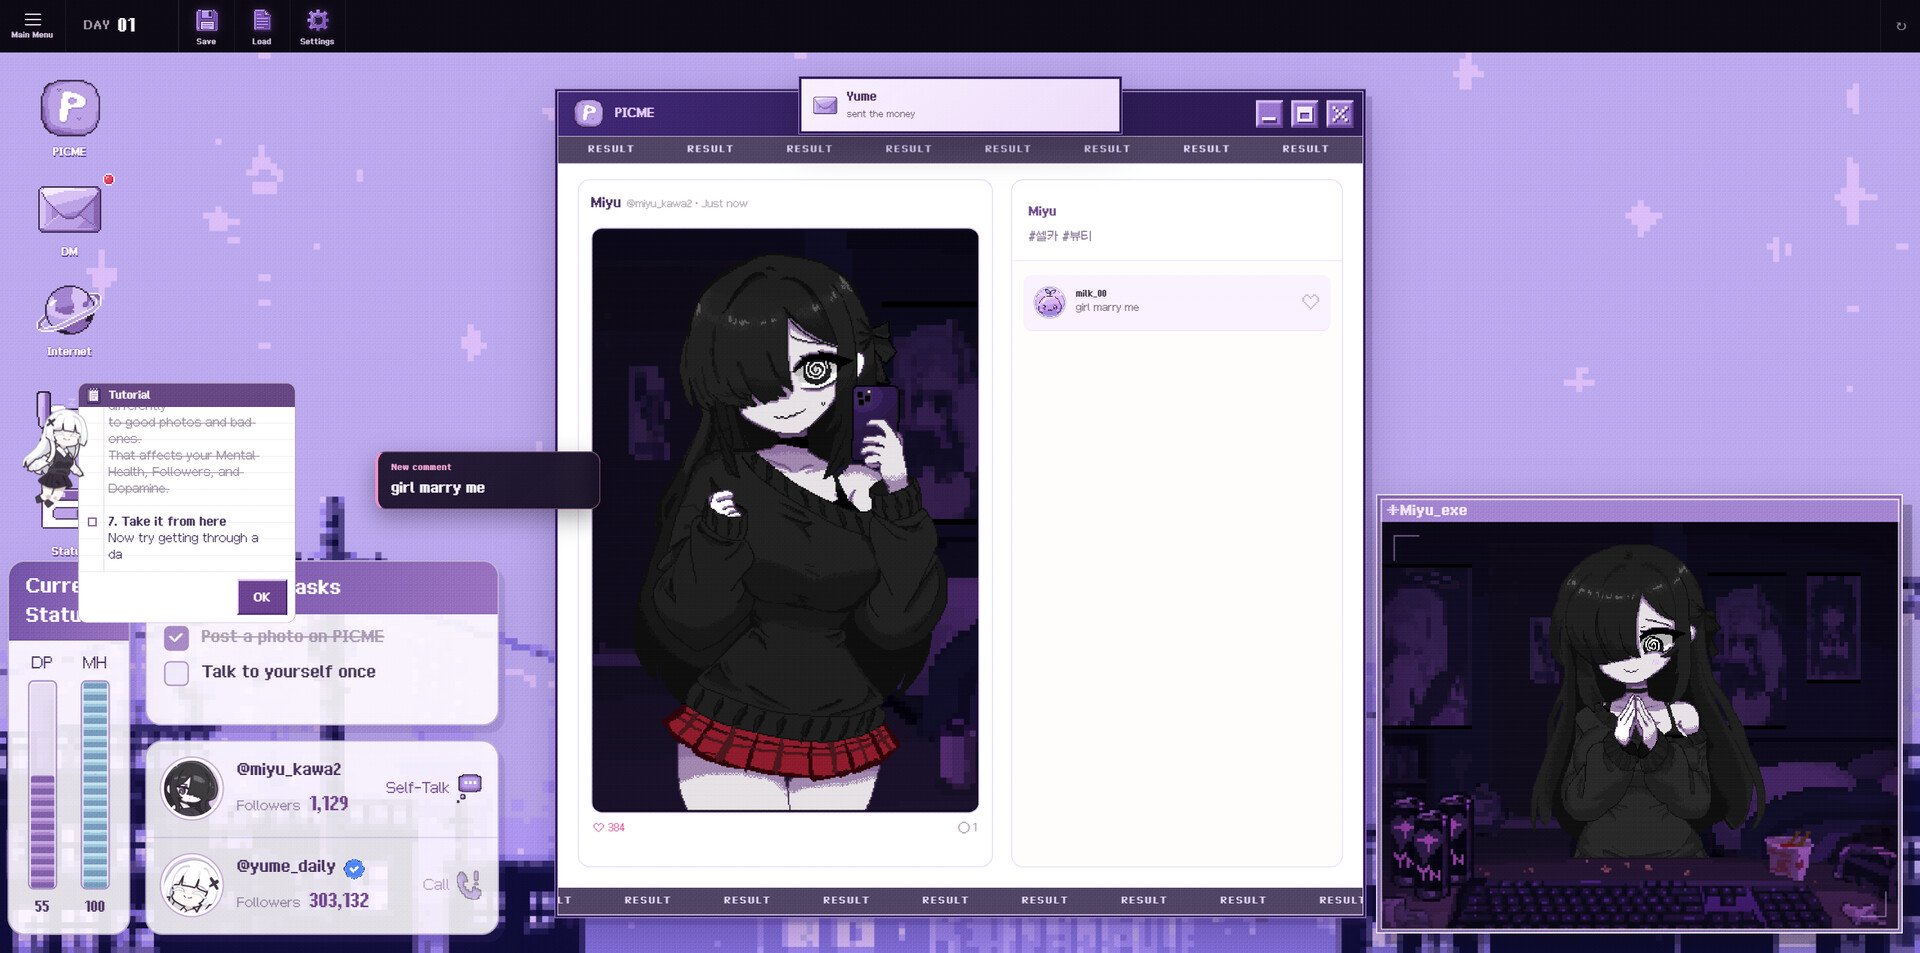 Main Menu
DAY 01
Save
Load
Settings
PICME
DM
Internet
Statu
Tutorial
differently
to good photos and bad
ones.
That affects your Mental
Health, Followers, and
Dopamine.
7. Take it from here
Now try getting through a
da
OK
Curre
Statu
DP
MH
55
100
asks
Post a photo on PICME
Talk to yourself once
@miyu_kawa2
Followers 1,129
Self-Talk
@yume_daily
Followers 303,132
Call
New comment
girl marry me
PICME
Yume
sent the money
RESULT RESULT RESULT RESULT RESULT RESULT RESULT RESULT
Miyu @miyu_kawa2 • Just now
384
1
Miyu
#셀카 #뷰티
milk_00
girl marry me
LT RESULT RESULT RESULT RESULT RESULT RESULT RESULT RESULT
Miyu_exe